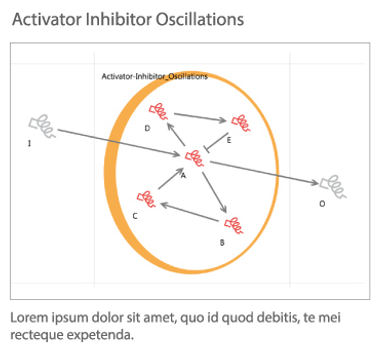 Activator Inhibitor Oscillations
Activator-Inhibitor_Oscillations
D
E
I
A
C
O
B
Lorem ipsum dolor sit amet, quo id quod debitis, te mei
recteque expetenda.